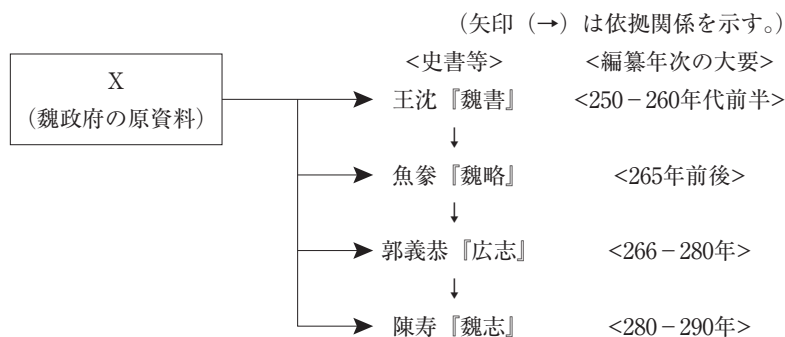 (矢印(→)は依拠関係を示す。)
<史書等> <編纂年次の大要>
X
(魏政府の原資料)
王沈『魏書』 <250-260年代前半>
↓
魚豢『魏略』 <265年前後>
↓
郭義恭『広志』 <266-280年>
↓
陳寿『魏志』 <280-290年>